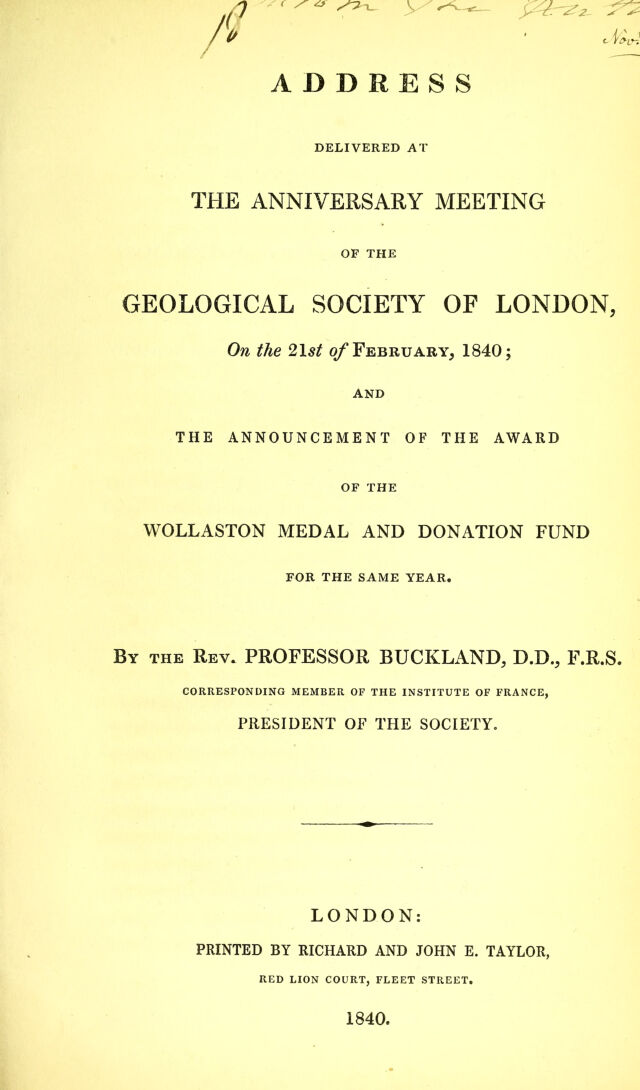 from the
Nov.
ADDRESS
DELIVERED AT
THE ANNIVERSARY MEETING
OF THE
GEOLOGICAL SOCIETY OF LONDON,
On the 21st of FEBRUARY, 1840;
AND
THE ANNOUNCEMENT OF THE AWARD
OF THE
WOLLASTON MEDAL AND DONATION FUND
FOR THE SAME YEAR.
BY THE REV. PROFESSOR BUCKLAND, D.D., F.R.S.
CORRESPONDING MEMBER OF THE INSTITUTE OF FRANCE,
PRESIDENT OF THE SOCIETY.
LONDON:
PRINTED BY RICHARD AND JOHN E. TAYLOR,
RED LION COURT, FLEET STREET.
1840.